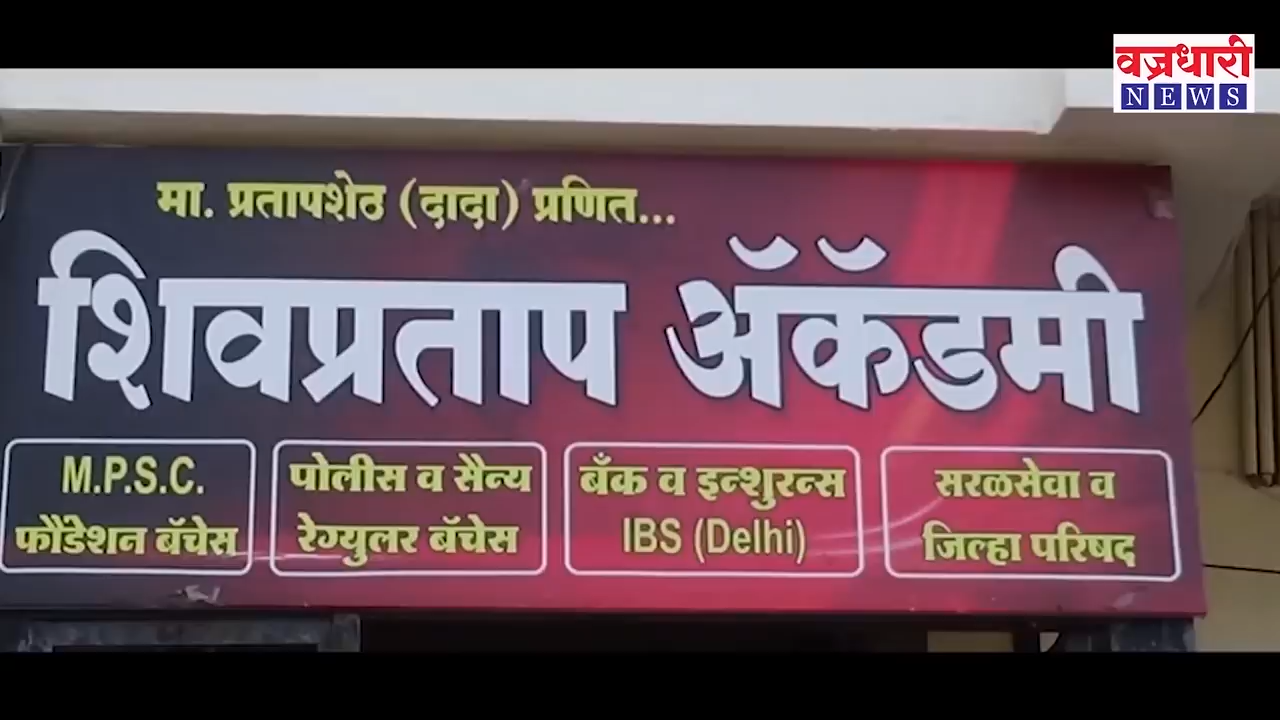 वज्रधारी
NEWS
मा. प्रतापशेठ (दादा) प्रणित...
शिवप्रताप ॲकॅडमी
M.P.S.C.
फौंडेशन बॅचेस
पोलीस व सैन्य
रेग्युलर बॅचेस
बँक व इन्शुरन्स
IBS (Delhi)
सरळसेवा व
जिल्हा परिषद